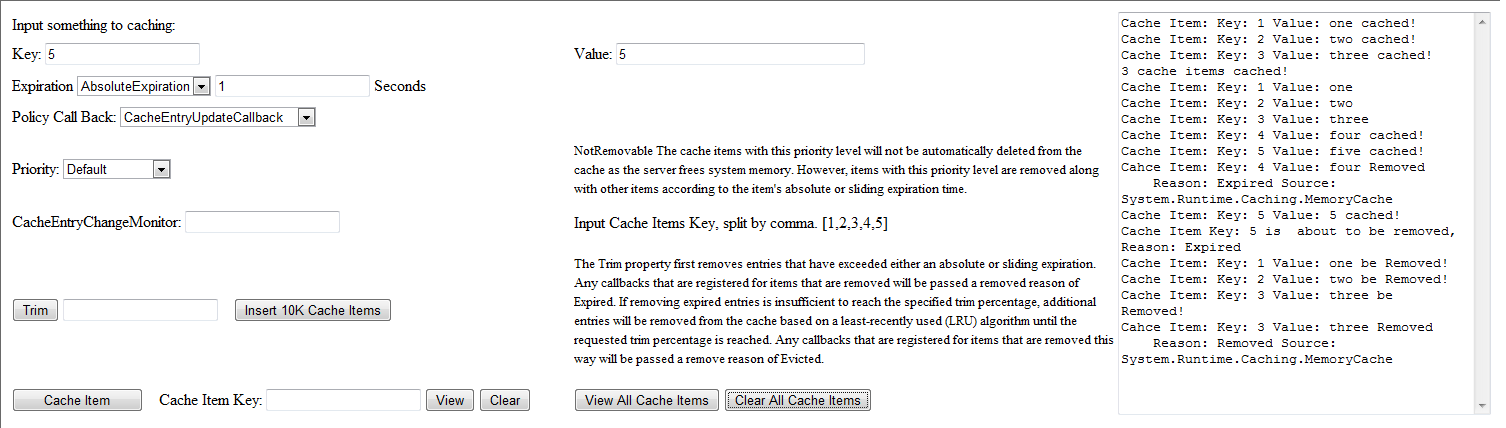 Input something to caching:
Key: 5
Value: 5
Expiration AbsoluteExpiration 1 Seconds
Policy Call Back: CacheEntryUpdateCallback
Priority: Default
NotRemovable The cache items with this priority level will not be automatically deleted from the
cache as the server frees system memory. However, items with this priority level are removed along
with other items according to the item's absolute or sliding expiration time.
CacheEntryChangeMonitor:
Input Cache Items Key, split by comma. [1,2,3,4,5]
The Trim property first removes entries that have exceeded either an absolute or sliding expiration.
Any callbacks that are registered for items that are removed will be passed a removed reason of
Expired. If removing expired entries is insufficient to reach the specified trim percentage, additional
entries will be removed from the cache based on a least-recently used (LRU) algorithm until the
requested trim percentage is reached. Any callbacks that are registered for items that are removed this
way will be passed a remove reason of Evicted.
Trim
Insert 10K Cache Items
Cache Item
Cache Item Key:
View
Clear
View All Cache Items
Clear All Cache Items
Cache Item: Key: 1 Value: one cached!
Cache Item: Key: 2 Value: two cached!
Cache Item: Key: 3 Value: three cached!
3 cache items cached!
Cache Item: Key: 1 Value: one
Cache Item: Key: 2 Value: two
Cache Item: Key: 3 Value: three
Cache Item: Key: 4 Value: four cached!
Cache Item: Key: 5 Value: five cached!
Cahce Item: Key: 4 Value: four Removed
Reason: Expired Source:
System.Runtime.Caching.MemoryCache
Cache Item: Key: 5 Value: 5 cached!
Cache Item Key: 5 is  about to be removed,
Reason: Expired
Cache Item: Key: 1 Value: one be Removed!
Cache Item: Key: 2 Value: two be Removed!
Cache Item: Key: 3 Value: three be
Removed!
Cahce Item: Key: 3 Value: three Removed
Reason: Removed Source:
System.Runtime.Caching.MemoryCache